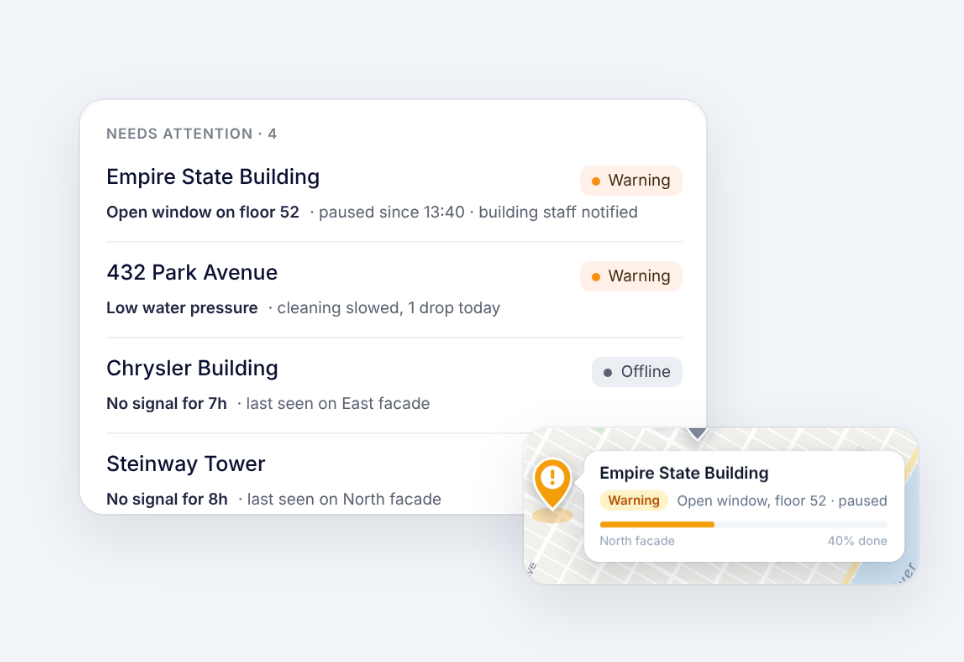 NEEDS ATTENTION · 4
Empire State Building
Warning
Open window on floor 52 · paused since 13:40 · building staff notified
432 Park Avenue
Warning
Low water pressure · cleaning slowed, 1 drop today
Chrysler Building
Offline
No signal for 7h · last seen on East facade
Steinway Tower
No signal for 8h · last seen on North facade
Empire State Building
Warning Open window, floor 52 · paused
North facade 40% done
ve
ver